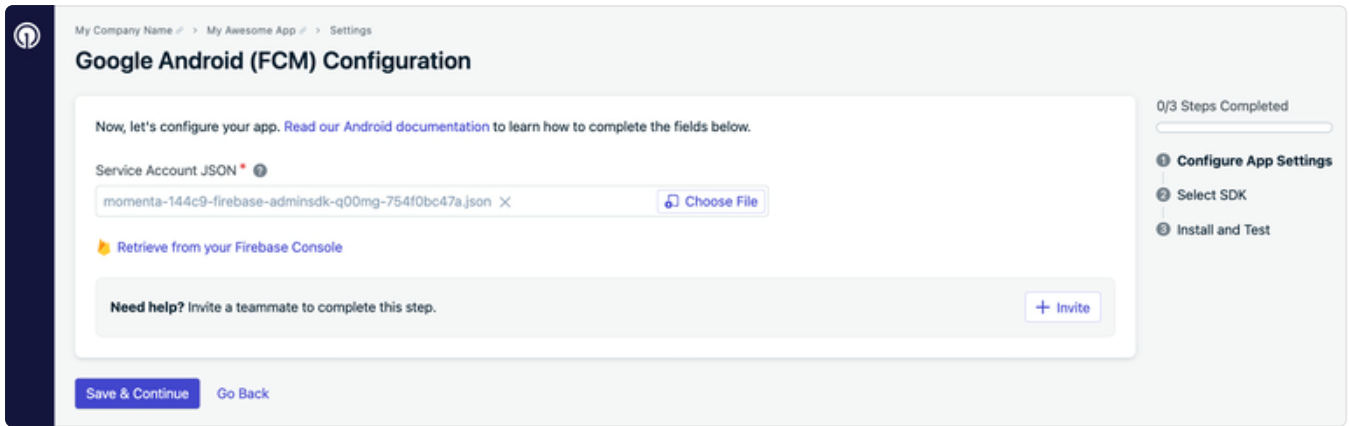 My Company Name > My Awesome App > Settings
Google Android (FCM) Configuration
Now, let's configure your app. Read our Android documentation to learn how to complete the fields below.
Service Account JSON *
momenta-144c9-firebase-adminsdk-q00mg-754f0bc47a.json
Choose File
Retrieve from your Firebase Console
Need help? Invite a teammate to complete this step.
+ Invite
Save & Continue
Go Back
0/3 Steps Completed
1 Configure App Settings
2 Select SDK
3 Install and Test